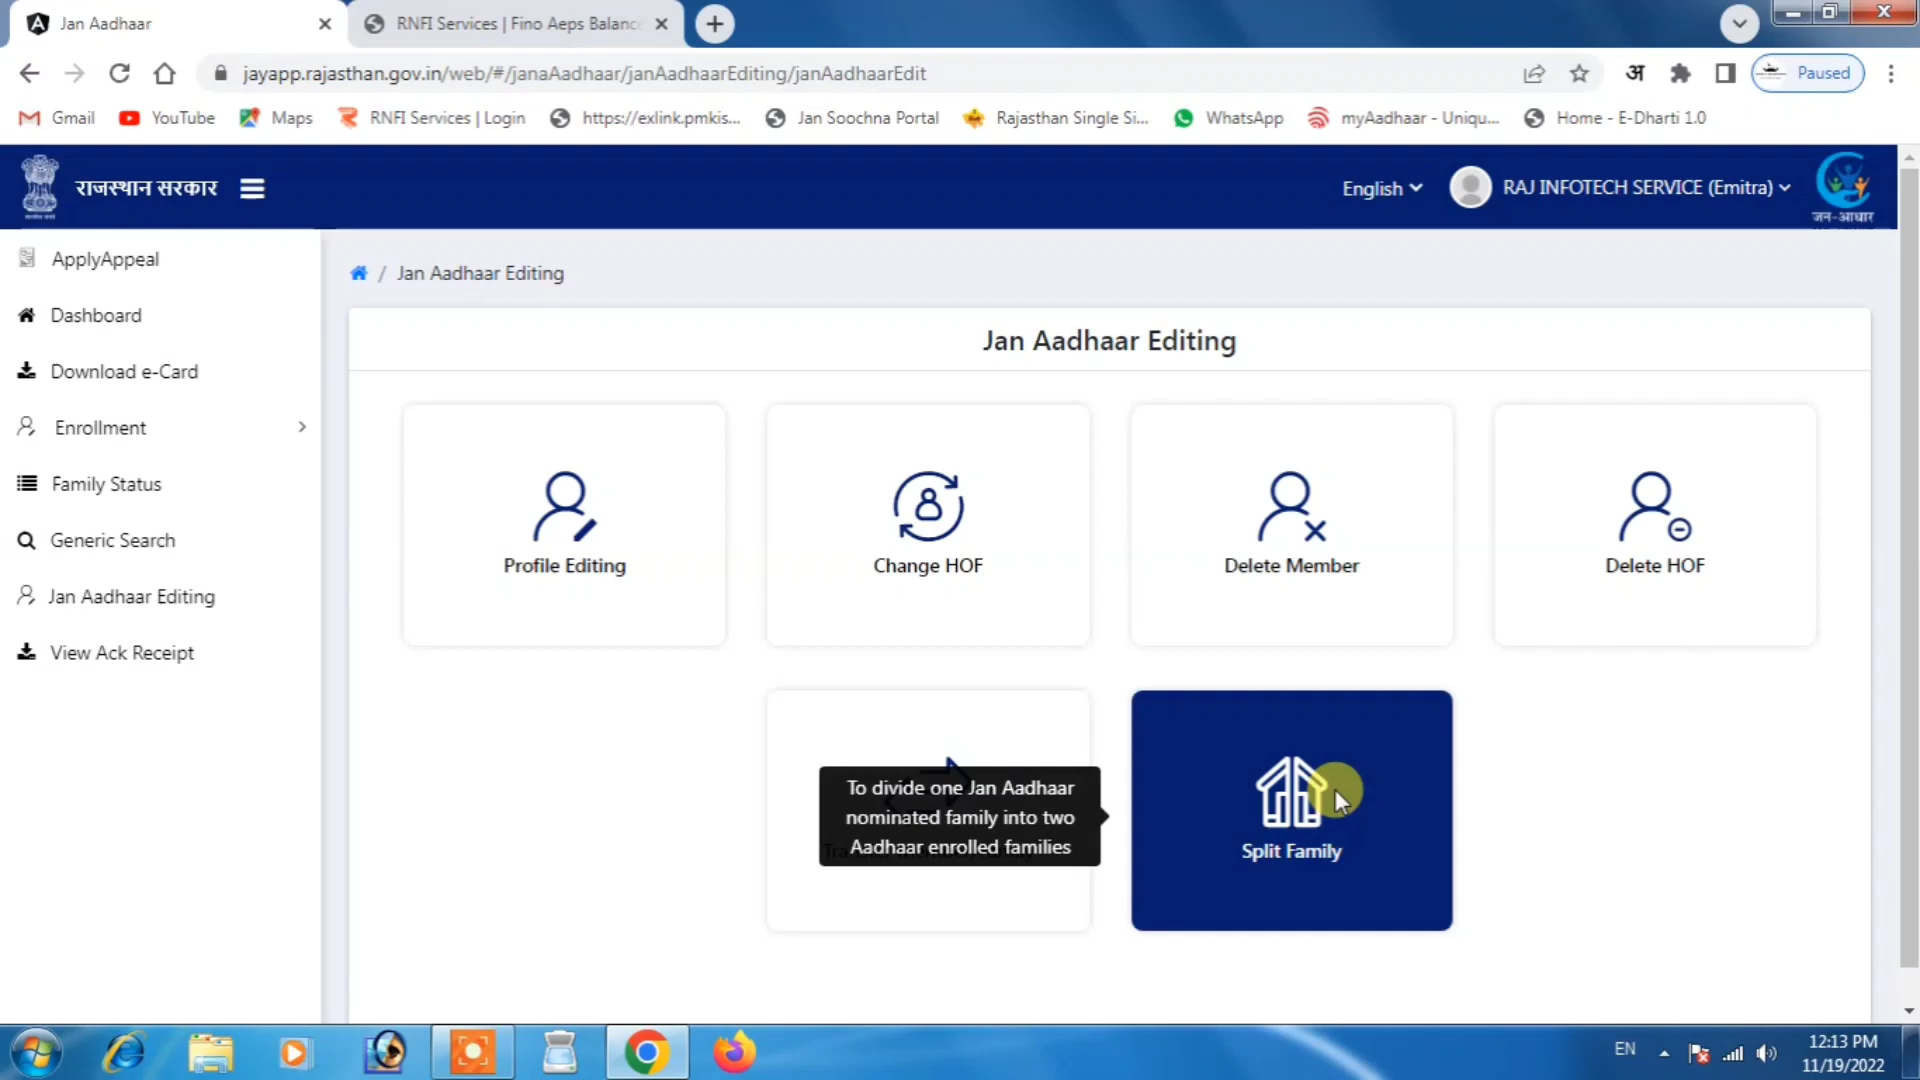 Jan Aadhaar
RNFI Services | Fino Aeps Balance
jayapp.rajasthan.gov.in/web/#/janaAadhaar/janAadhaarEditing/janAadhaarEdit
अ
Paused
Gmail
YouTube
Maps
RNFI Services | Login
https://exlink.pmkis...
Jan Soochna Portal
Rajasthan Single Si...
WhatsApp
myAadhaar - Uniqu...
Home - E-Dharti 1.0
राजस्थान सरकार
English
RAJ INFOTECH SERVICE (Emitra)
जन-आधार
ApplyAppeal
Dashboard
Download e-Card
Enrollment
Family Status
Generic Search
Jan Aadhaar Editing
View Ack Receipt
/ Jan Aadhaar Editing
Jan Aadhaar Editing
Profile Editing
Change HOF
Delete Member
Delete HOF
To divide one Jan Aadhaar
nominated family into two
Aadhaar enrolled families
Split Family
EN
12:13 PM
11/19/2022